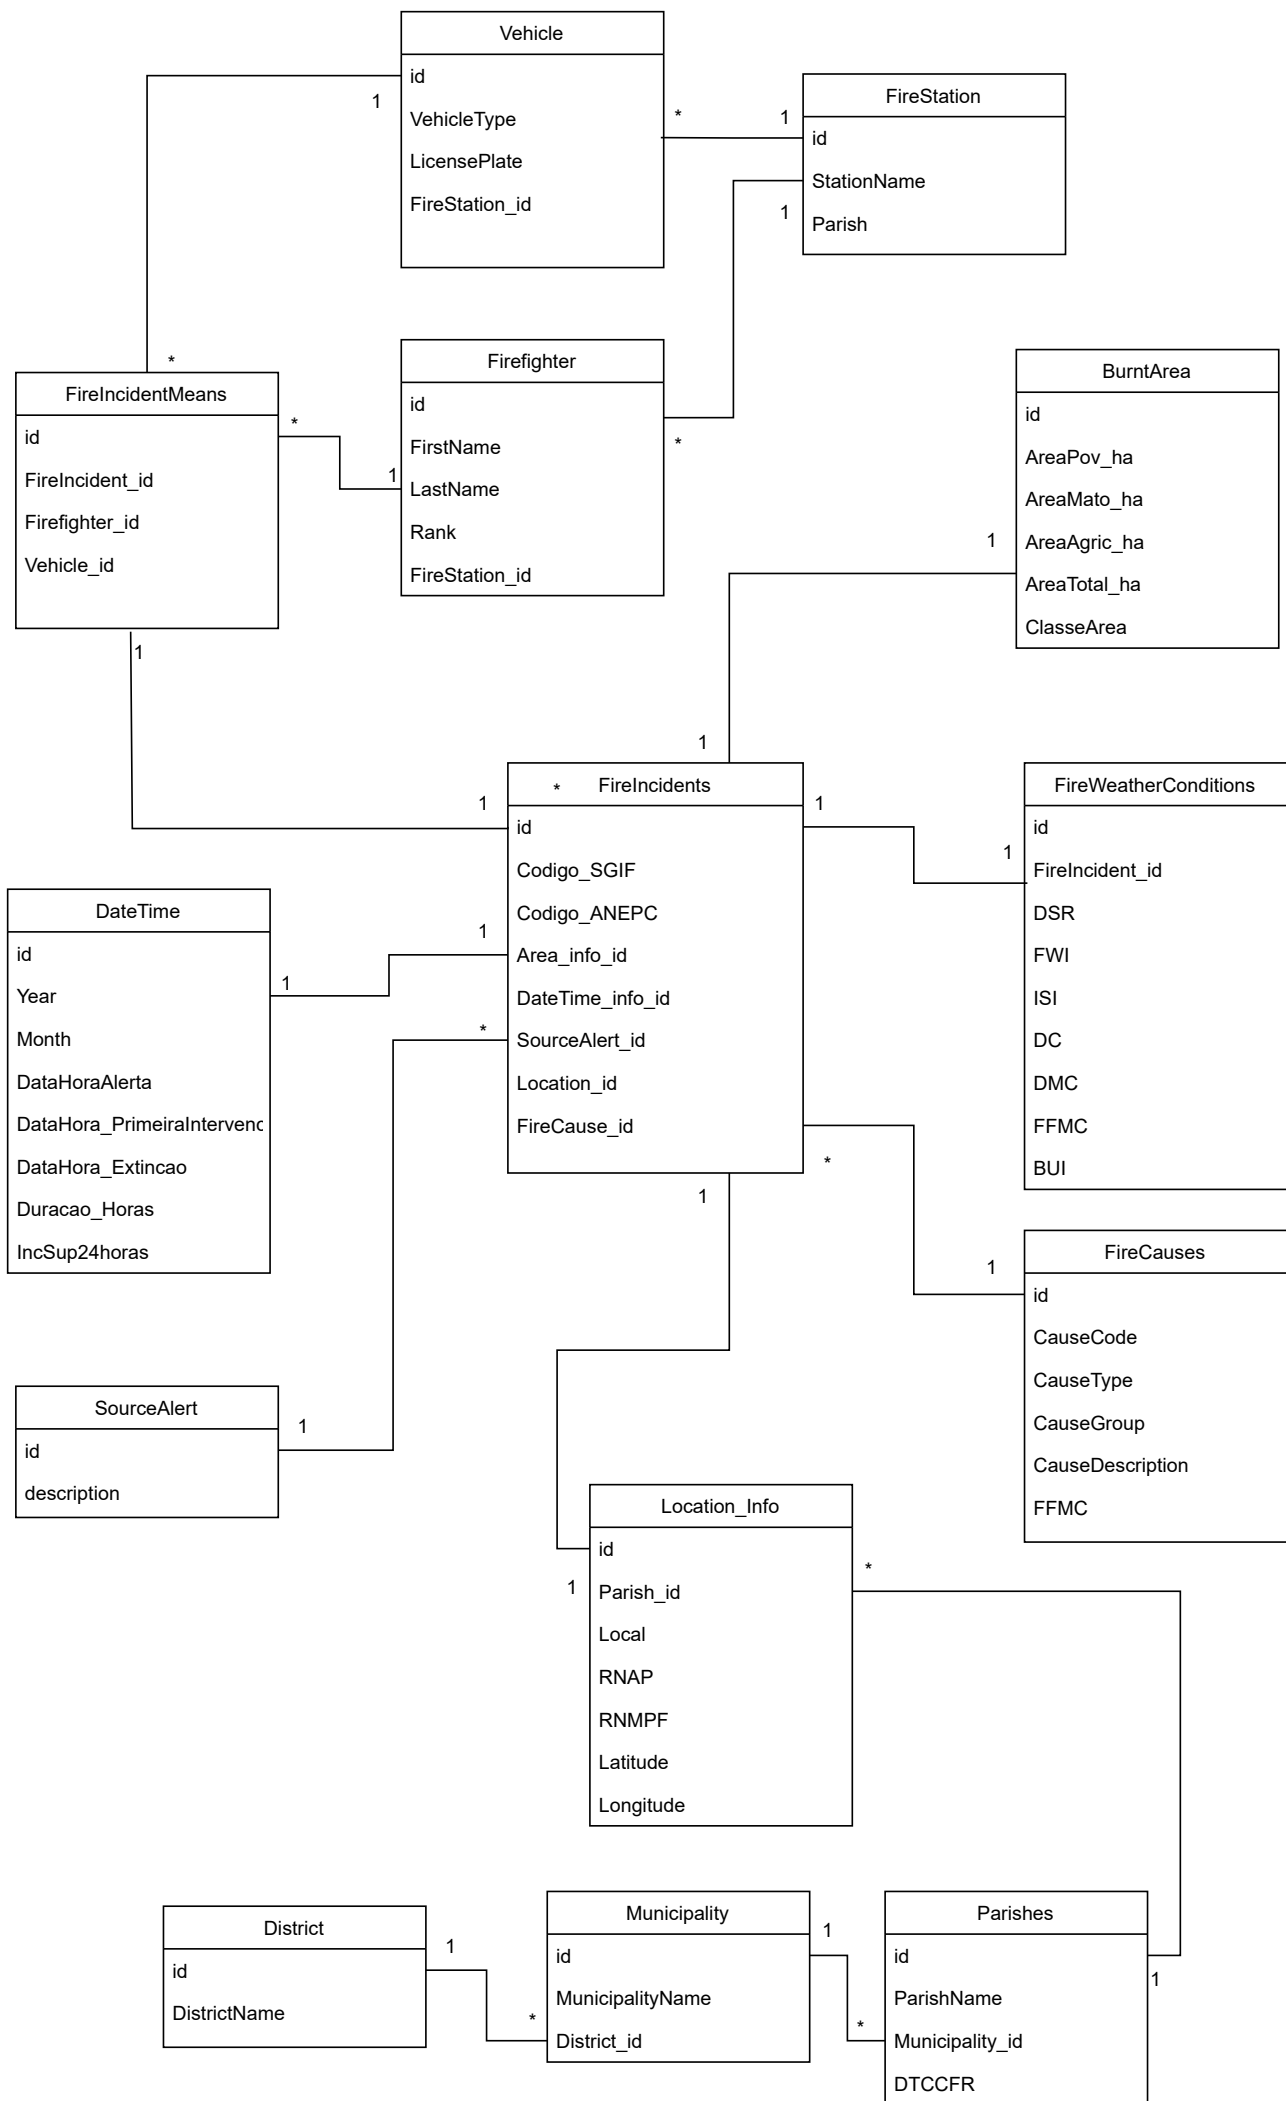 Vehicle
id
VehicleType
LicensePlate
FireStation_id
1
*
1
FireStation
id
StationName
Parish
1
*
FireIncidentMeans
id
FireIncident_id
Firefighter_id
Vehicle_id
*
1
1
Firefighter
id
FirstName
LastName
Rank
FireStation_id
*
BurntArea
id
AreaPov_ha
AreaMato_ha
AreaAgric_ha
AreaTotal_ha
ClasseArea
1
1
1
* FireIncidents
id
Codigo_SGIF
Codigo_ANEPC
Area_info_id
DateTime_info_id
SourceAlert_id
Location_id
FireCause_id
1
1
FireWeatherConditions
id
FireIncident_id
DSR
FWI
ISI
DC
DMC
FFMC
BUI
DateTime
id
Year
Month
DataHoraAlerta
DataHora_PrimeiraIntervenc
DataHora_Extincao
Duracao_Horas
IncSup24horas
1
1
*
*
1
1
FireCauses
id
CauseCode
CauseType
CauseGroup
CauseDescription
FFMC
SourceAlert
id
description
1
Location_Info
id
Parish_id
Local
RNAP
RNMPF
Latitude
Longitude
1
*
District
id
DistrictName
1
*
Municipality
id
MunicipalityName
District_id
1
*
Parishes
id
ParishName
Municipality_id
DTCCFR
1